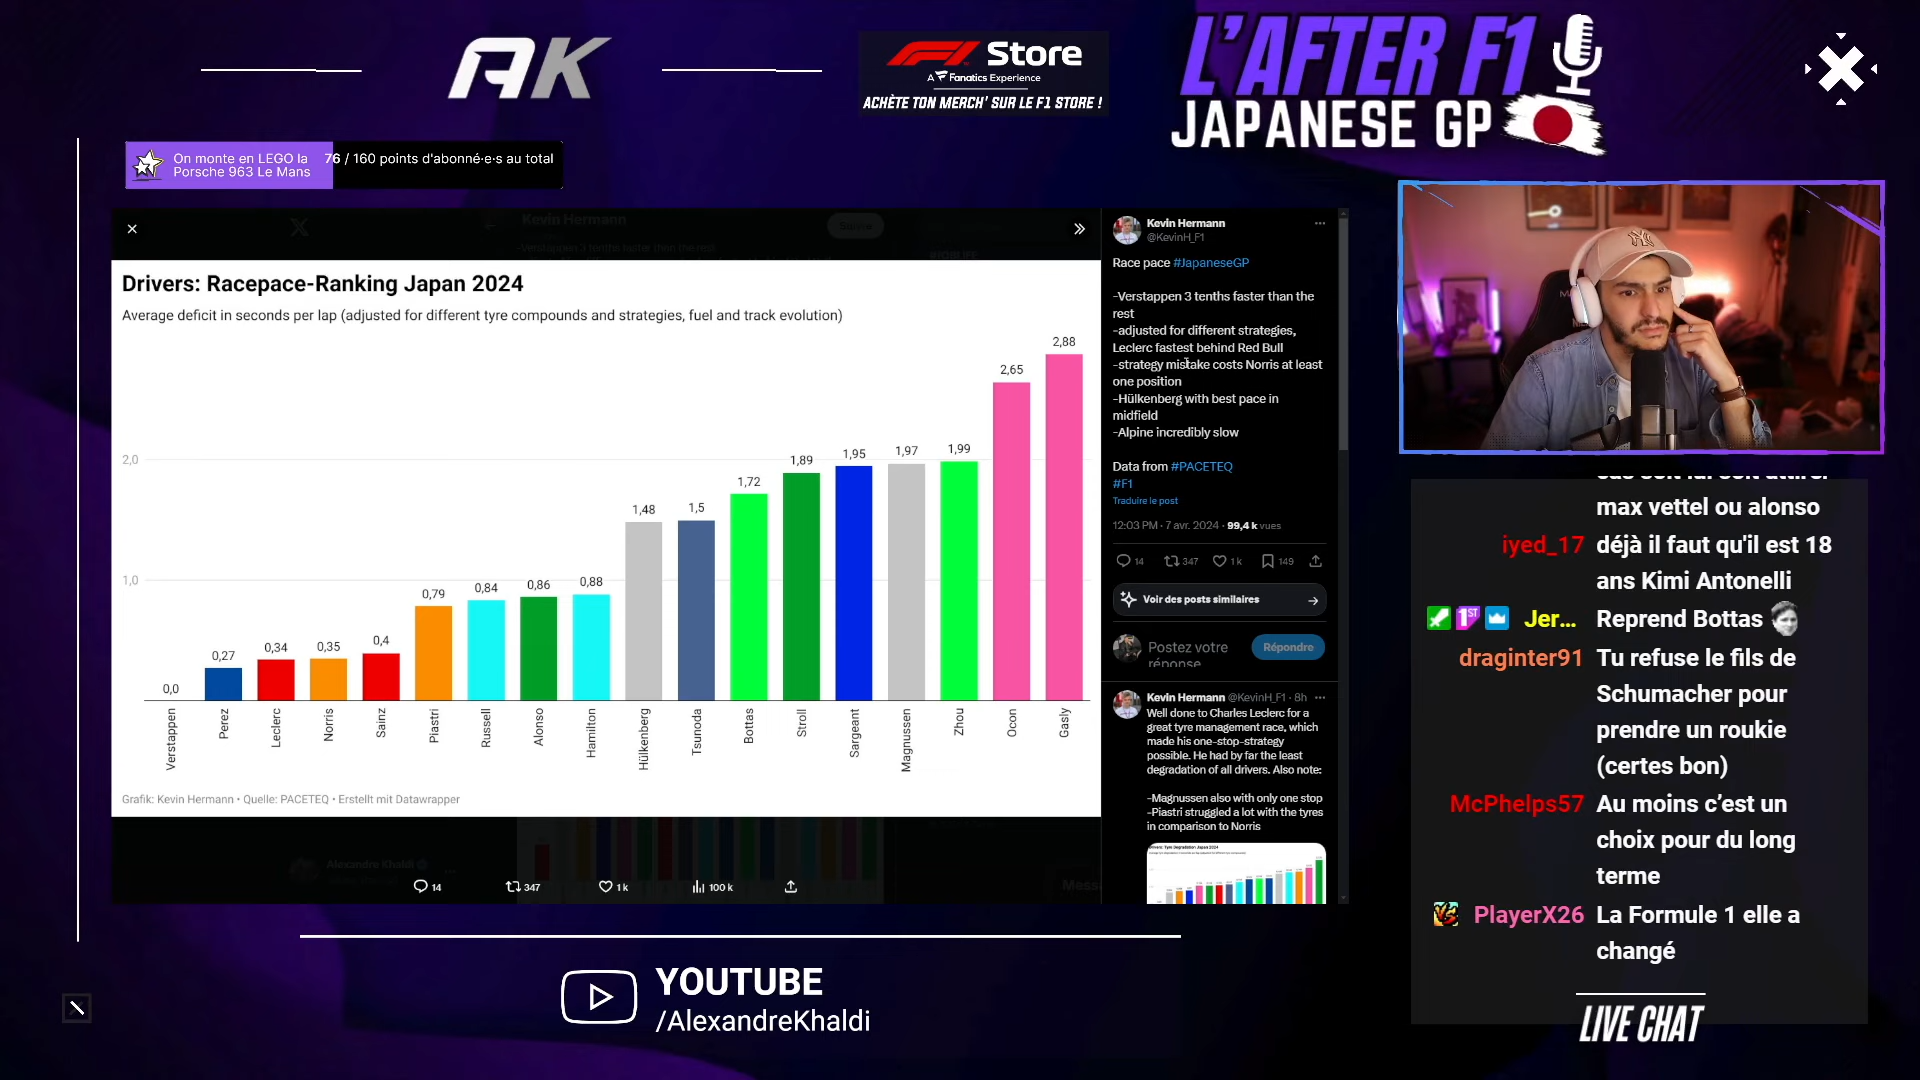 AK
F1 Store
A Fanatics Experience
ACHÈTE TON MERCH' SUR LE F1 STORE !
L'AFTER F1
JAPANESE GP
On monte en LEGO la
Porsche 963 Le Mans
76 / 160 points d'abonné·e·s au total
Kevin Hermann
Drivers: Racepace-Ranking Japan 2024
Average deficit in seconds per lap (adjusted for different tyre compounds and strategies, fuel and track evolution)
2,0
1,0
0,0
0,27
0,34
0,35
0,4
0,79
0,84
0,86
0,88
1,48
1,5
1,72
1,89
1,95
1,97
1,99
2,65
2,88
Verstappen
Perez
Leclerc
Norris
Sainz
Piastri
Russell
Alonso
Hamilton
Hülkenberg
Tsunoda
Bottas
Stroll
Sargeant
Magnussen
Zhou
Ocon
Gasly
Grafik: Kevin Hermann • Quelle: PACETEQ • Erstellt mit Datawrapper
Alexandre Khaldi
14
347
1 k
100 k
Kevin Hermann
@KevinH_F1
Race pace #JapaneseGP
-Verstappen 3 tenths faster than the
rest
-adjusted for different strategies,
Leclerc fastest behind Red Bull
-strategy mistake costs Norris at least
one position
-Hülkenberg with best pace in
midfield
-Alpine incredibly slow
Data from #PACETEQ
#F1
Traduire le post
12:03 PM · 7 avr. 2024 · 99,4 k vues
14
347
1 k
149
Voir des posts similaires
Postez votre
réponse
Répondre
Kevin Hermann @KevinH_F1 · 8h
Well done to Charles Leclerc for a
great tyre management race, which
made his one-stop-strategy
possible. He had by far the least
degradation of all drivers. Also note:
-Magnussen also with only one stop
-Piastri struggled a lot with the tyres
in comparison to Norris
Drivers: Tyre Degradation Japan 2024
NY
max vettel ou alonso
iyed_17 déjà il faut qu'il est 18
ans Kimi Antonelli
1ST Jer... Reprend Bottas
draginter91 Tu refuse le fils de
Schumacher pour
prendre un roukie
(certes bon)
McPhelps57 Au moins c'est un
choix pour du long
terme
PlayerX26 La Formule 1 elle a
changé
LIVE CHAT
YOUTUBE
/AlexandreKhaldi